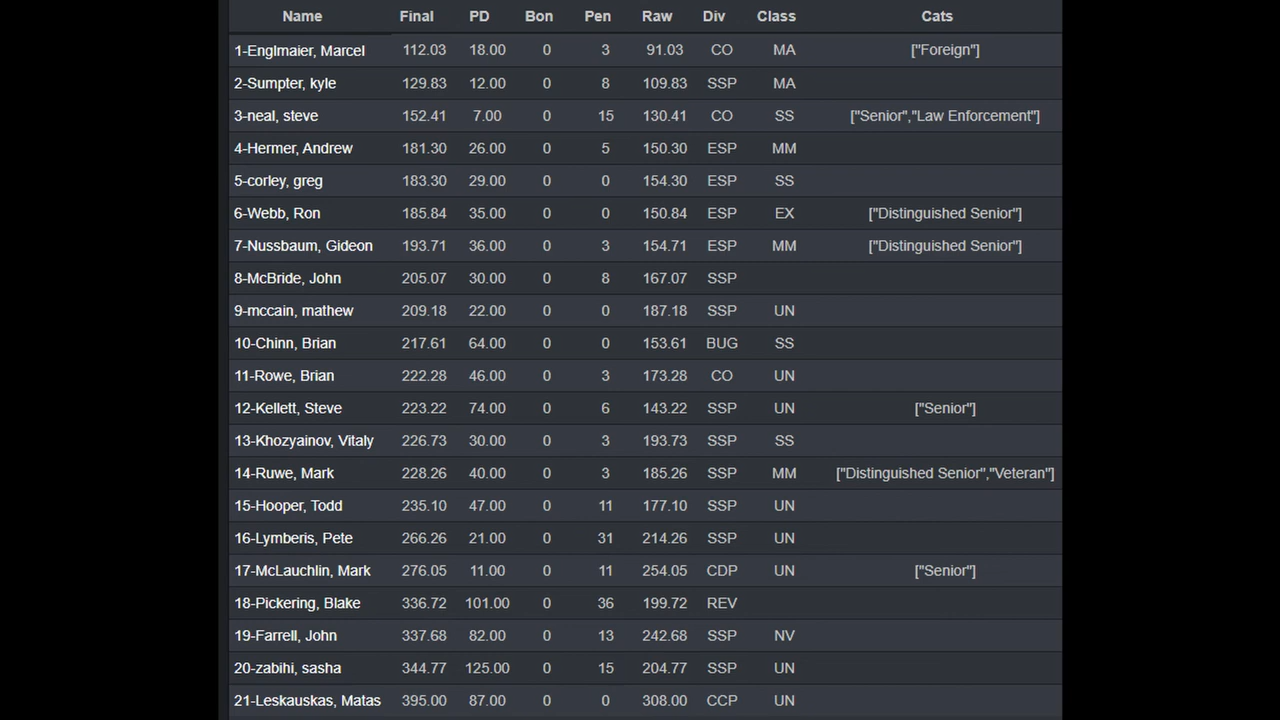 Name Final PD Bon Pen Raw Div Class Cats
1-Englmaier, Marcel 112.03 18.00 0 3 91.03 CO MA ["Foreign"]
2-Sumpter, kyle 129.83 12.00 0 8 109.83 SSP MA
3-neal, steve 152.41 7.00 0 15 130.41 CO SS ["Senior","Law Enforcement"]
4-Hermer, Andrew 181.30 26.00 0 5 150.30 ESP MM
5-corley, greg 183.30 29.00 0 0 154.30 ESP SS
6-Webb, Ron 185.84 35.00 0 0 150.84 ESP EX ["Distinguished Senior"]
7-Nussbaum, Gideon 193.71 36.00 0 3 154.71 ESP MM ["Distinguished Senior"]
8-McBride, John 205.07 30.00 0 8 167.07 SSP
9-mccain, mathew 209.18 22.00 0 0 187.18 SSP UN
10-Chinn, Brian 217.61 64.00 0 0 153.61 BUG SS
11-Rowe, Brian 222.28 46.00 0 3 173.28 CO UN
12-Kellett, Steve 223.22 74.00 0 6 143.22 SSP UN ["Senior"]
13-Khozyainov, Vitaly 226.73 30.00 0 3 193.73 SSP SS
14-Ruwe, Mark 228.26 40.00 0 3 185.26 SSP MM ["Distinguished Senior","Veteran"]
15-Hooper, Todd 235.10 47.00 0 11 177.10 SSP UN
16-Lymberis, Pete 266.26 21.00 0 31 214.26 SSP UN
17-McLauchlin, Mark 276.05 11.00 0 11 254.05 CDP UN ["Senior"]
18-Pickering, Blake 336.72 101.00 0 36 199.72 REV
19-Farrell, John 337.68 82.00 0 13 242.68 SSP NV
20-zabihi, sasha 344.77 125.00 0 15 204.77 SSP UN
21-Leskauskas, Matas 395.00 87.00 0 0 308.00 CCP UN